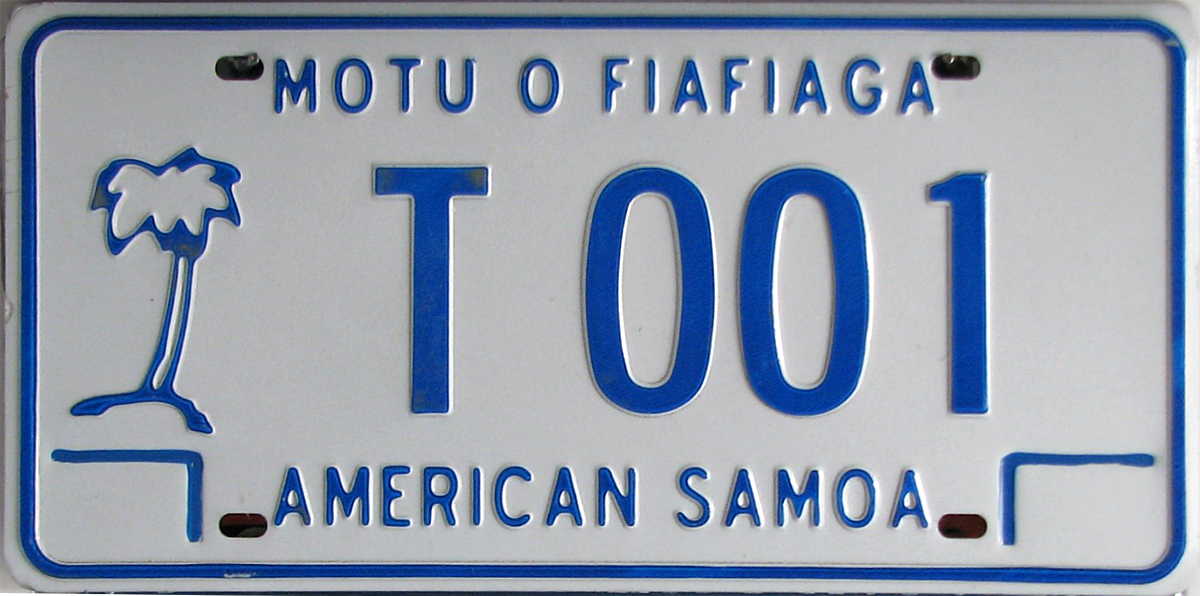 MOTU O FIAFIAGA
T 001
AMERICAN SAMOA